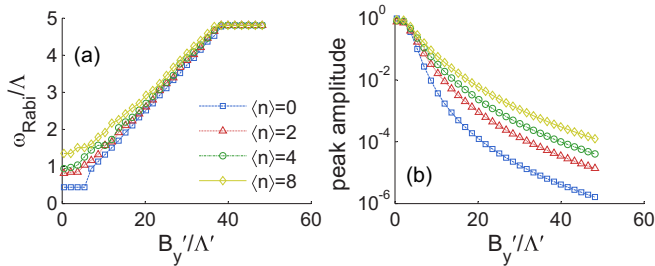 5
4
3
2
1
0
ω_Rabi/Λ
(a)
⟨n⟩=0
⟨n⟩=2
⟨n⟩=4
⟨n⟩=8
0 20 40 60
B_y′/Λ′
10^0
10^-2
10^-4
10^-6
peak amplitude
(b)
0 20 40 60
B_y′/Λ′